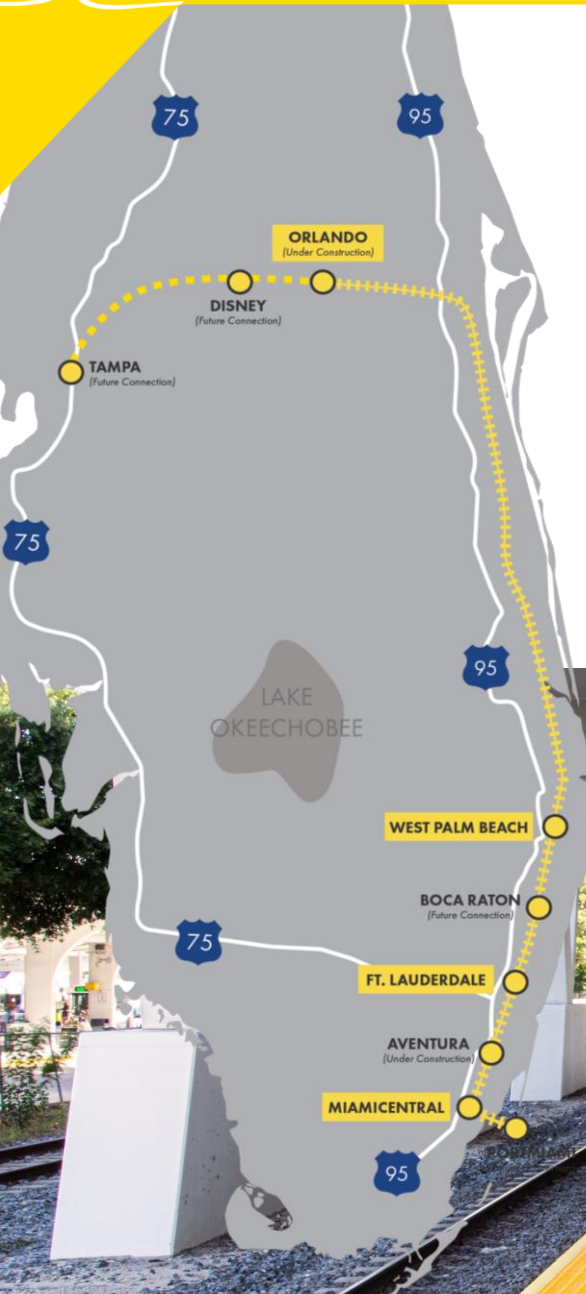 75
95
ORLANDO
(Under Construction)
DISNEY
(Future Connection)
TAMPA
(Future Connection)
75
95
LAKE
OKEECHOBEE
WEST PALM BEACH
BOCA RATON
(Future Connection)
75
FT. LAUDERDALE
AVENTURA
(Under Construction)
MIAMICENTRAL
PORTMIAMI
95